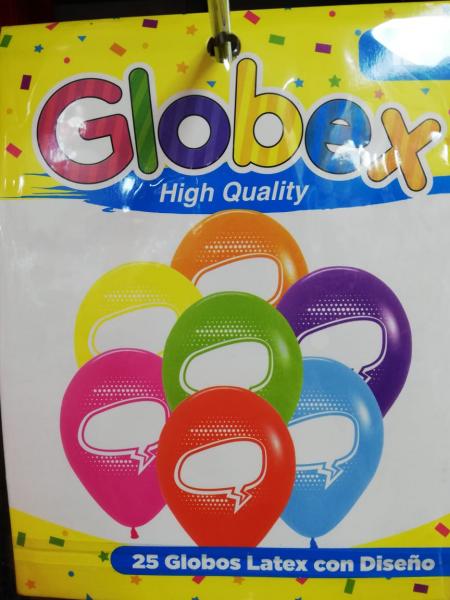 Globex
High Quality
25 Globos Latex con Diseño